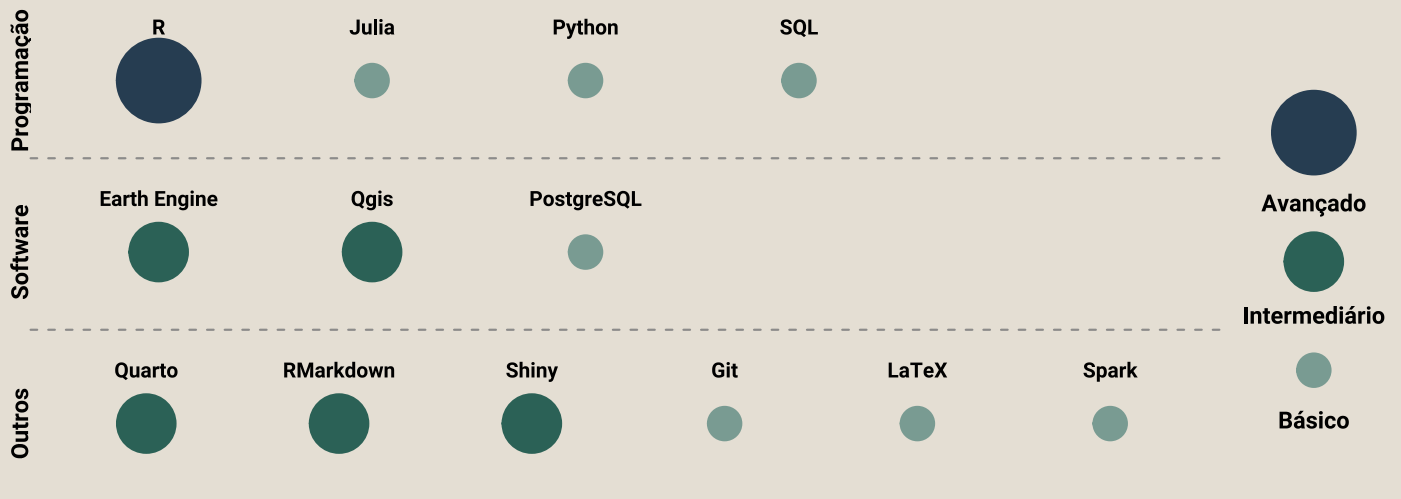 Programação
R
Julia
Python
SQL
Software
Earth Engine
Qgis
PostgreSQL
Outros
Quarto
RMarkdown
Shiny
Git
LaTeX
Spark
Avançado
Intermediário
Básico